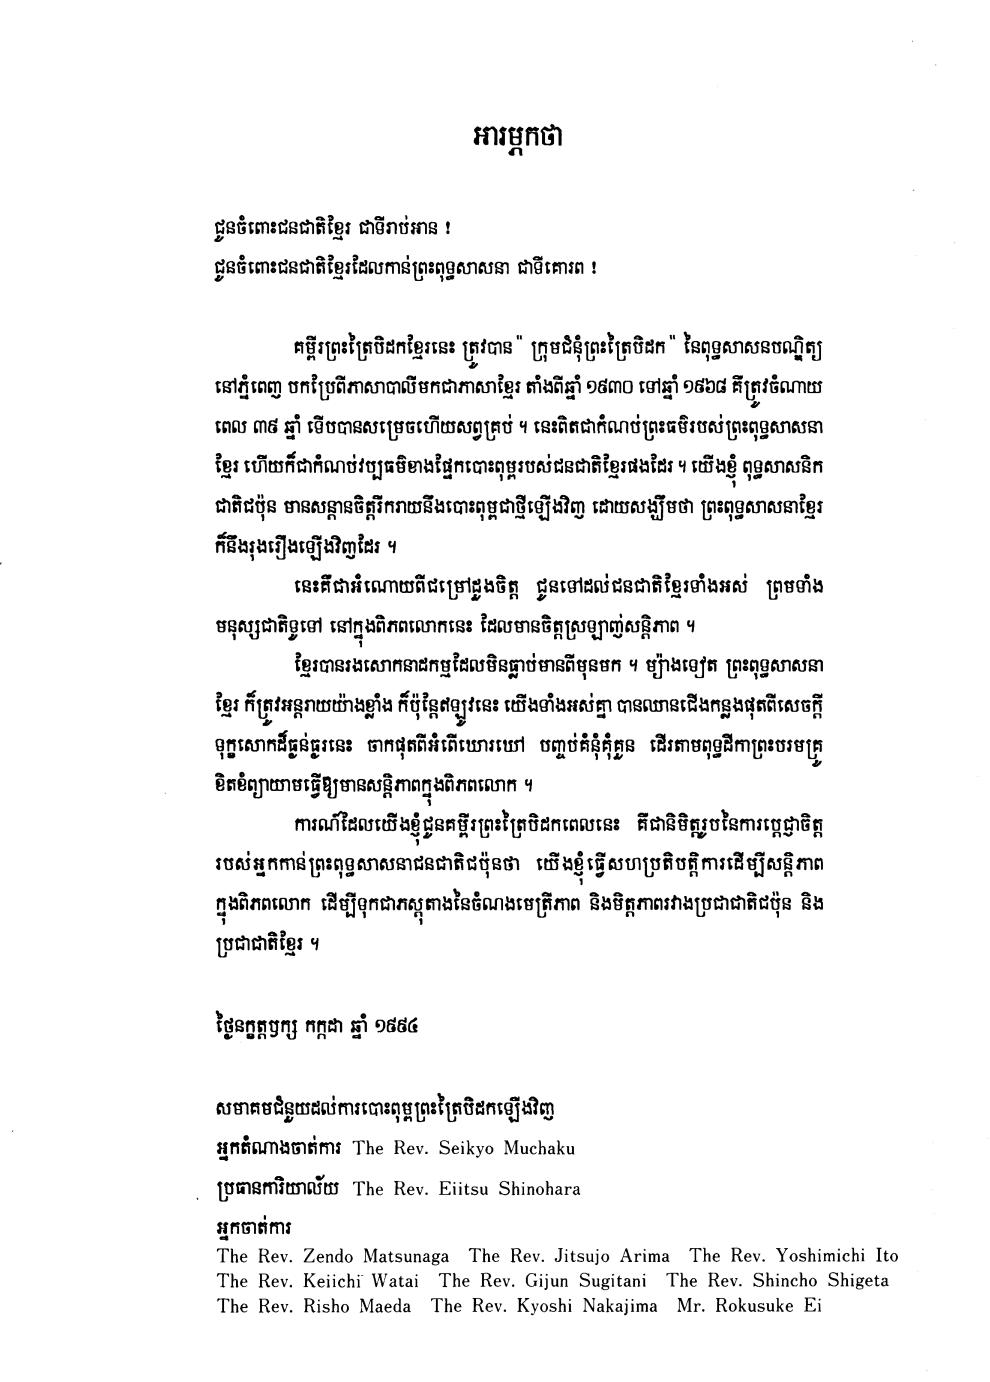 អារម្ភកថា
ជូនចំពោះជនជាតិខ្មែរ ជាទីរាប់អាន !
ជូនចំពោះជនជាតិខ្មែរដែលកាន់ព្រះពុទ្ធសាសនា ជាទីគោរព !
គម្ពីរព្រះត្រៃបិដកខ្មែរនេះ ត្រូវបាន " ក្រុមជំនុំព្រះត្រៃបិដក " នៃពុទ្ធសាសនបណ្ឌិត្យ
នៅភ្នំពេញ បកប្រែពីភាសាបាលីមកជាភាសាខ្មែរ តាំងពីឆ្នាំ ១៩៣០ ទៅឆ្នាំ ១៩៦៨ គឺត្រូវចំណាយ
ពេល ៣៩ ឆ្នាំ ទើបបានសម្រេចហើយសព្វគ្រប់ ។ នេះពិតជាកំណប់ព្រះធម៌របស់ព្រះពុទ្ធសាសនា
ខ្មែរ ហើយក៏ជាកំណប់វប្បធម៌ខាងផ្នែកបោះពុម្ពរបស់ជនជាតិខ្មែរផងដែរ ។ យើងខ្ញុំ ពុទ្ធសាសនិក
ជាតិជប៉ុន មានសន្តានចិត្តរីករាយនឹងបោះពុម្ពជាថ្មីឡើងវិញ ដោយសង្ឃឹមថា ព្រះពុទ្ធសាសនាខ្មែរ
ក៏នឹងរុងរឿងឡើងវិញដែរ ។
នេះគឺជាអំណោយពីជម្រៅដួងចិត្ត ជូនទៅដល់ជនជាតិខ្មែរទាំងអស់ ព្រមទាំង
មនុស្សជាតិទូទៅ នៅក្នុងពិភពលោកនេះ ដែលមានចិត្តស្រឡាញ់សន្តិភាព ។
ខ្មែរបានរងសោកនាដកម្មដែលមិនធ្លាប់មានពីមុនមក ។ ម្យ៉ាងទៀត ព្រះពុទ្ធសាសនា
ខ្មែរ ក៏ត្រូវអន្តរាយយ៉ាងខ្លាំង ក៏ប៉ុន្តែឥឡូវនេះ យើងទាំងអស់គ្នា បានឈានជើងកន្លងផុតពីសេចក្តី
ទុក្ខសោកដ៏ធ្ងន់ធ្ងរនេះ ចាកផុតពីអំពើឃោរឃៅ បញ្ចប់គំនុំគុំគួន ដើរតាមពុទ្ធដីកាព្រះបរមគ្រូ
ខិតខំព្យាយាមធ្វើឱ្យមានសន្តិភាពក្នុងពិភពលោក ។
ការណ៍ដែលយើងខ្ញុំជូនគម្ពីរព្រះត្រៃបិដកពេលនេះ គឺជានិមិត្តរូបនៃការប្តេជ្ញាចិត្ត
របស់អ្នកកាន់ព្រះពុទ្ធសាសនាជនជាតិជប៉ុនថា យើងខ្ញុំធ្វើសហប្រតិបត្តិការដើម្បីសន្តិភាព
ក្នុងពិភពលោក ដើម្បីទុកជាភស្តុតាងនៃចំណងមេត្រីភាព និងមិត្តភាពរវាងប្រជាជាតិជប៉ុន និង
ប្រជាជាតិខ្មែរ ។
ថ្ងៃនក្ខត្តឫក្ស កក្កដា ឆ្នាំ ១៩៩៤
សមាគមជំនួយដល់ការបោះពុម្ពព្រះត្រៃបិដកឡើងវិញ
អ្នកតំណាងចាត់ការ The Rev. Seikyo Muchaku
ប្រធានការិយាល័យ The Rev. Eiitsu Shinohara
អ្នកចាត់ការ
The Rev. Zendo Matsunaga The Rev. Jitsujo Arima The Rev. Yoshimichi Ito
The Rev. Keiichi Watai The Rev. Gijun Sugitani The Rev. Shincho Shigeta
The Rev. Risho Maeda The Rev. Kyoshi Nakajima Mr. Rokusuke Ei